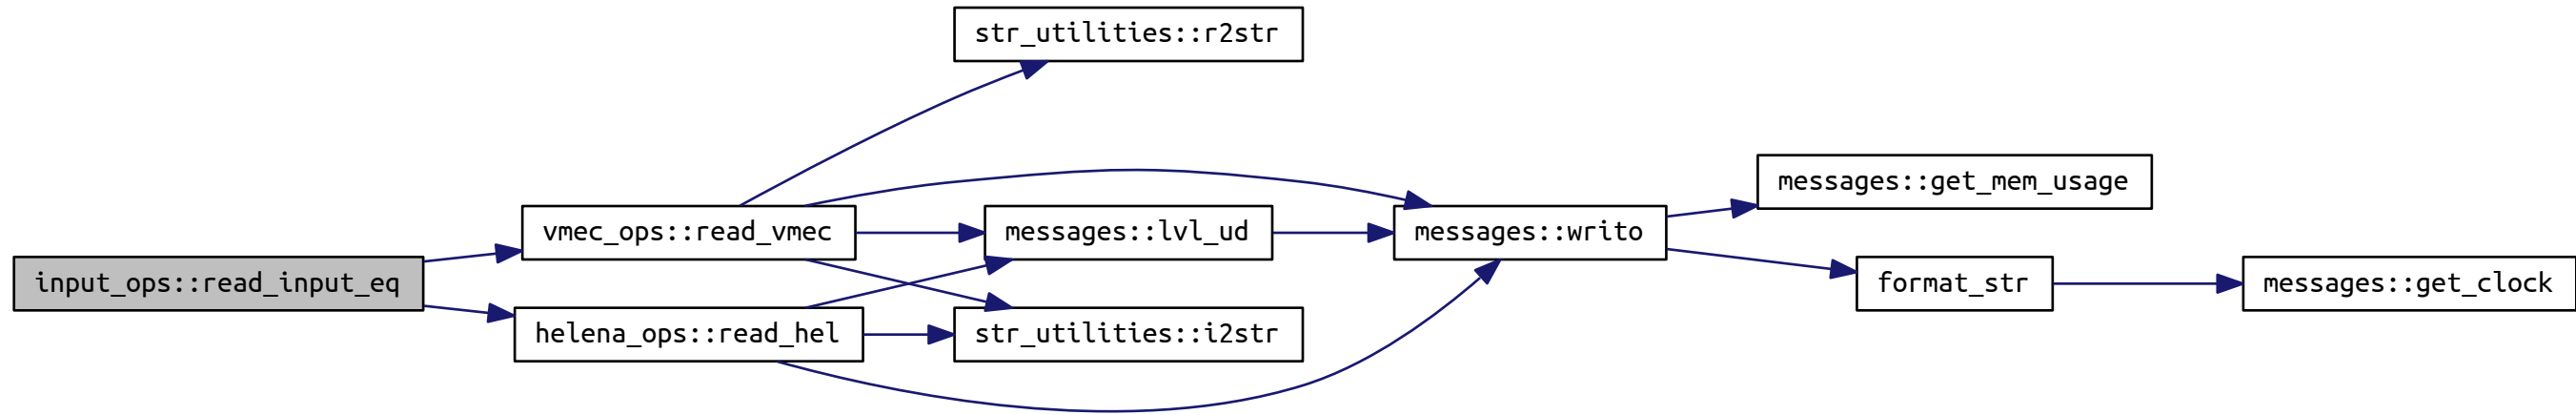 str_utilities::r2str
messages::get_mem_usage
vmec_ops::read_vmec
messages::lvl_ud
messages::writo
input_ops::read_input_eq
format_str
messages::get_clock
helena_ops::read_hel
str_utilities::i2str